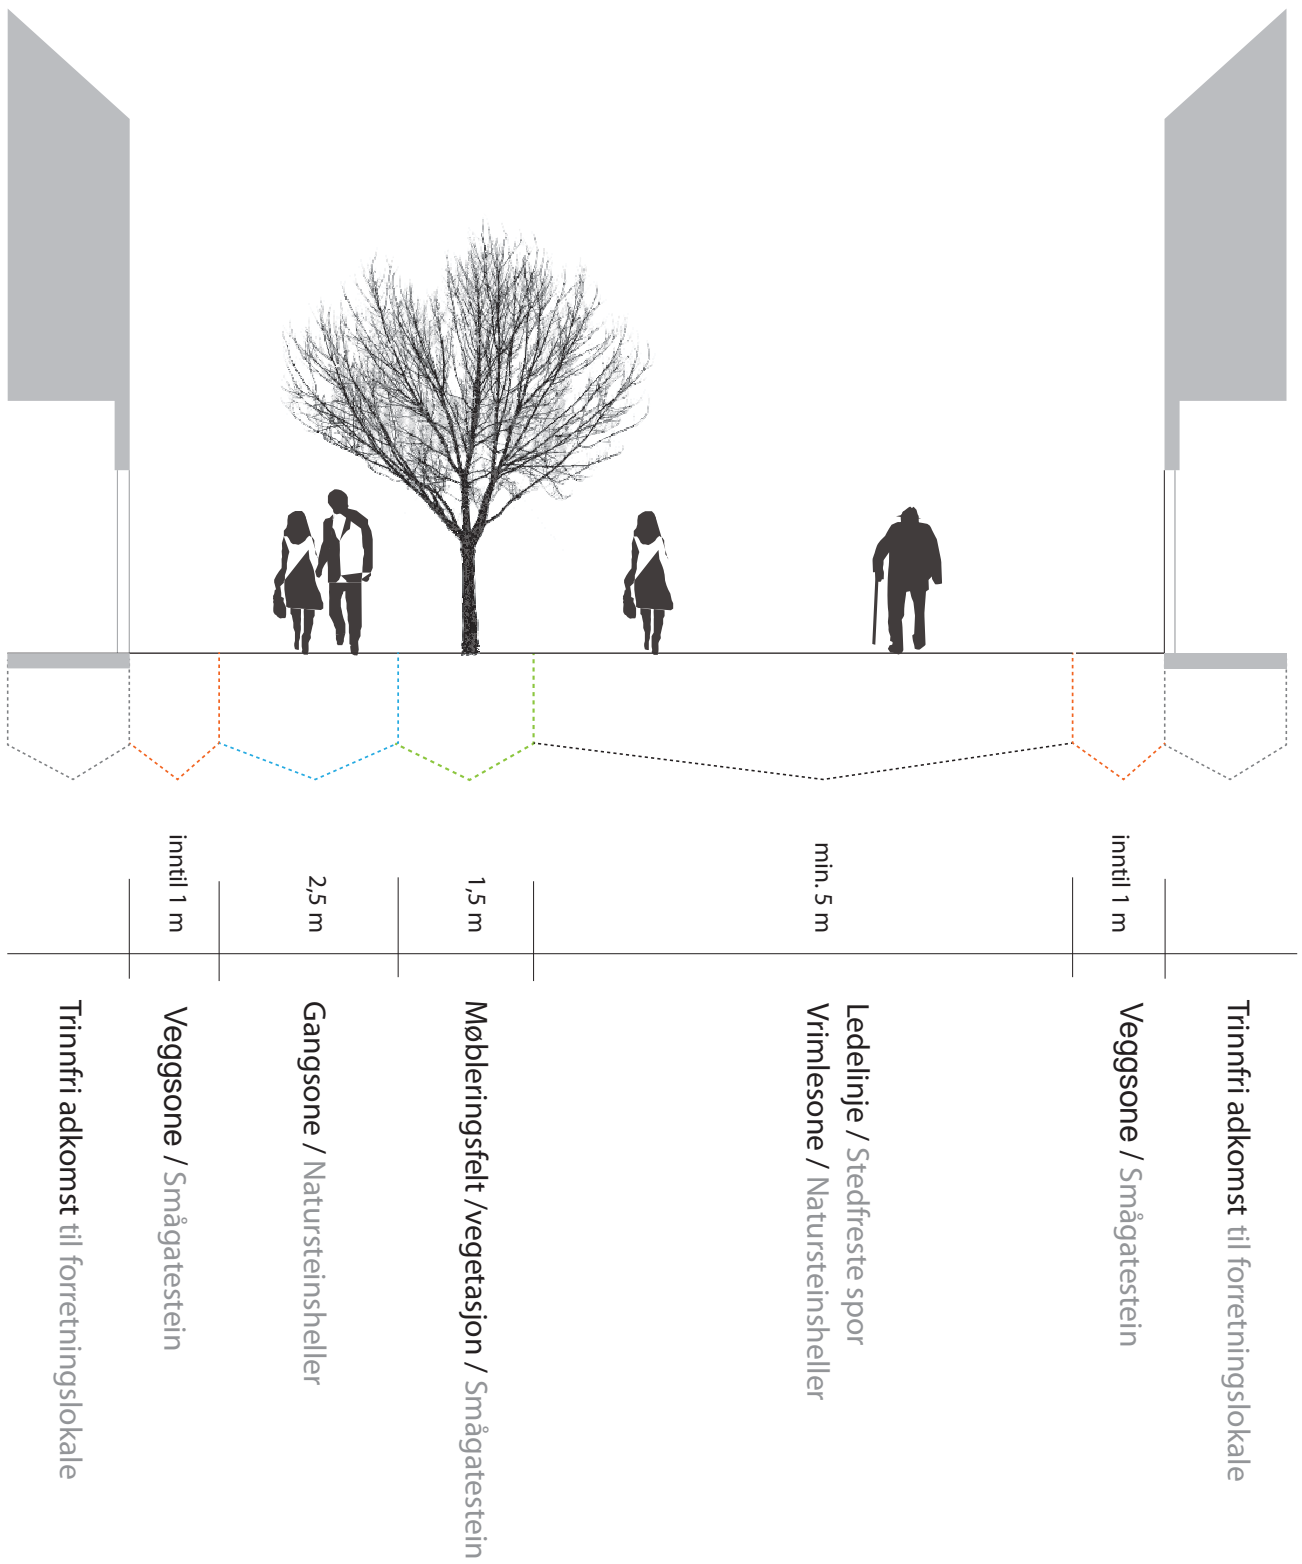 inntil 1 m
2,5 m
1,5 m
min. 5 m
inntil 1 m
Trinnfri adkomst til forretningslokale
Veggsone / Smågatestein
Gangsone / Natursteinsheller
Møbleringsfelt /vegetasjon / Smågatestein
Ledelinje / Stedfreste spor
Vrimlesone / Natursteinsheller
Veggsone / Smågatestein
Trinnfri adkomst til forretningslokale